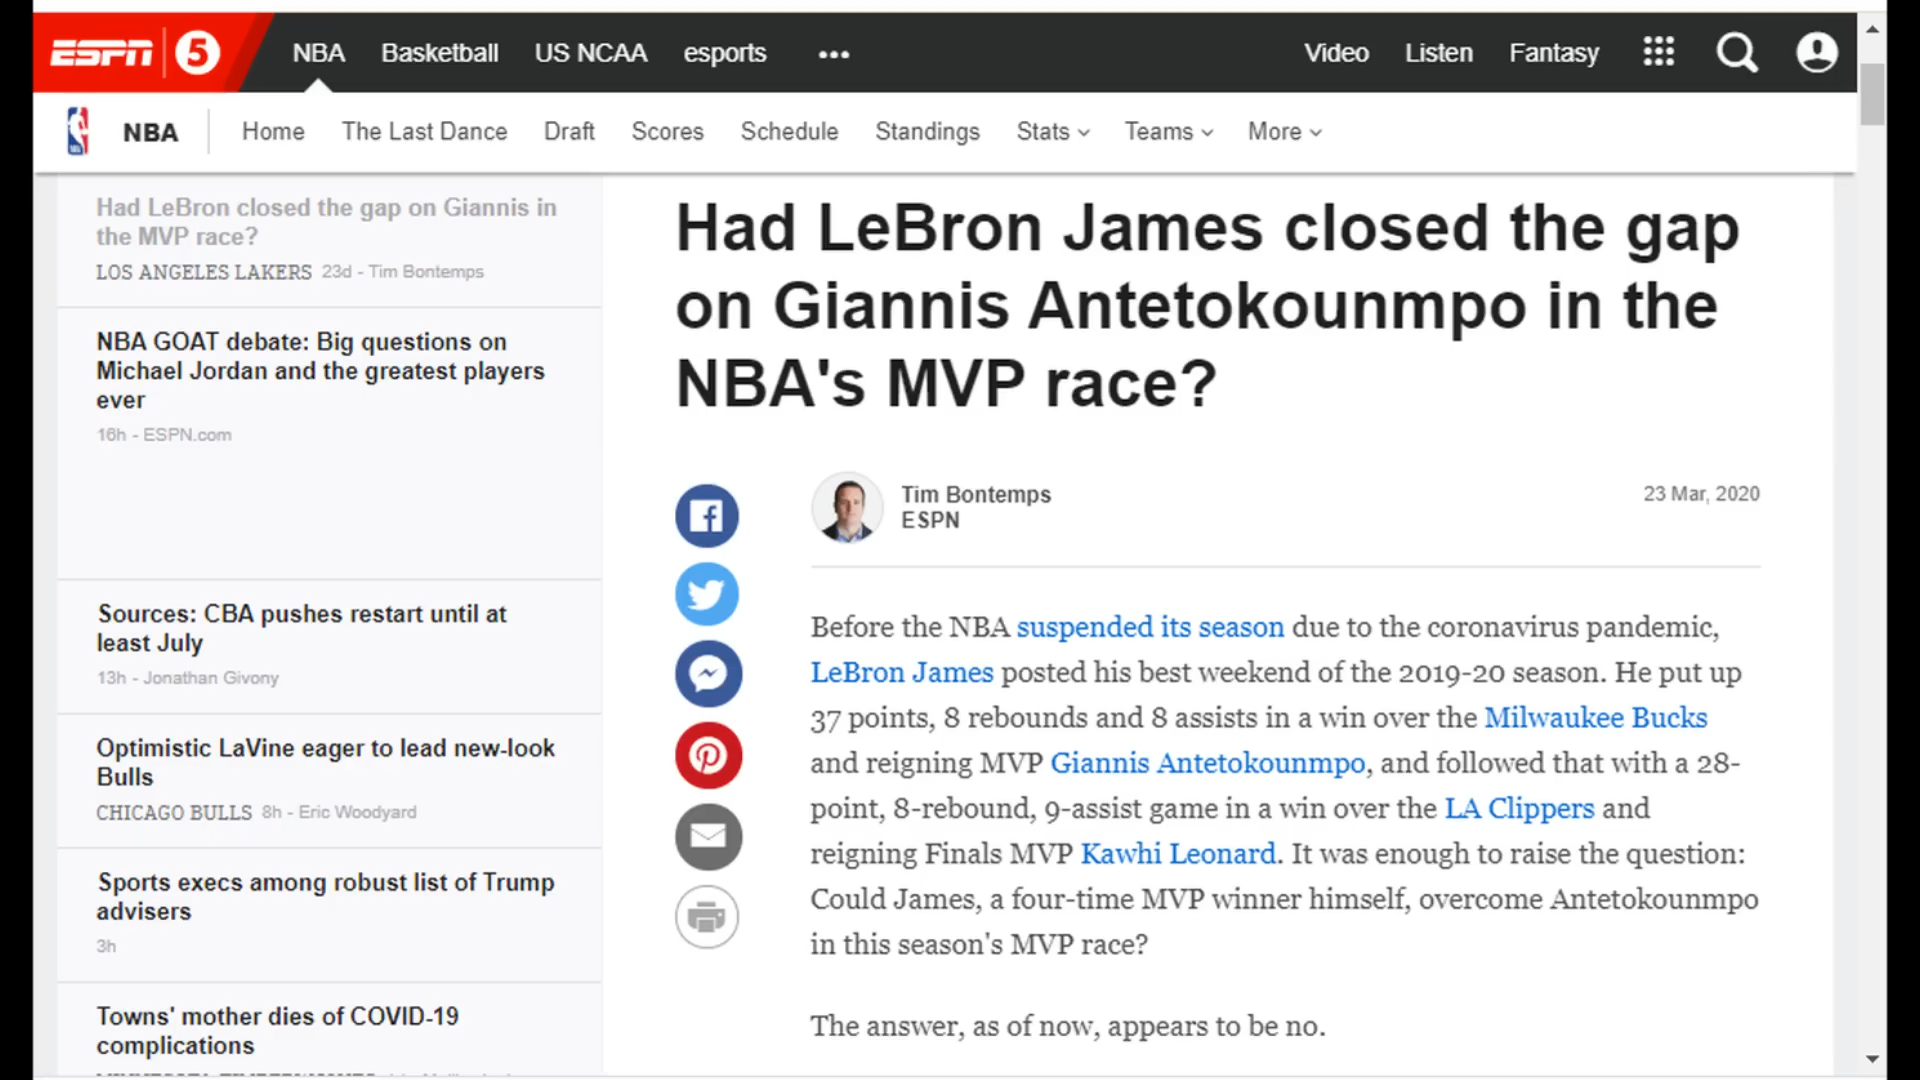 ESPN 5 NBA Basketball US NCAA esports ••• Video Listen Fantasy
NBA Home The Last Dance Draft Scores Schedule Standings Stats Teams More
Had LeBron closed the gap on Giannis in
the MVP race?
LOS ANGELES LAKERS 23d - Tim Bontemps
NBA GOAT debate: Big questions on
Michael Jordan and the greatest players
ever
16h - ESPN.com
Sources: CBA pushes restart until at
least July
13h - Jonathan Givony
Optimistic LaVine eager to lead new-look
Bulls
CHICAGO BULLS 8h - Eric Woodyard
Sports execs among robust list of Trump
advisers
3h
Towns' mother dies of COVID-19
complications
Had LeBron James closed the gap
on Giannis Antetokounmpo in the
NBA's MVP race?
Tim Bontemps
ESPN
23 Mar, 2020
Before the NBA suspended its season due to the coronavirus pandemic,
LeBron James posted his best weekend of the 2019-20 season. He put up
37 points, 8 rebounds and 8 assists in a win over the Milwaukee Bucks
and reigning MVP Giannis Antetokounmpo, and followed that with a 28-
point, 8-rebound, 9-assist game in a win over the LA Clippers and
reigning Finals MVP Kawhi Leonard. It was enough to raise the question:
Could James, a four-time MVP winner himself, overcome Antetokounmpo
in this season's MVP race?
The answer, as of now, appears to be no.